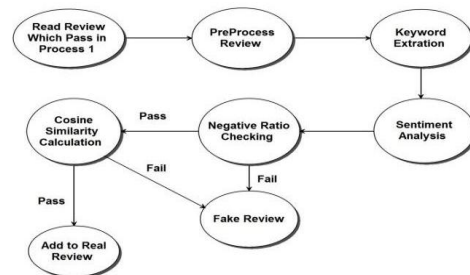 Read Review
Which Pass in
Process 1
PreProcess
Review
Keyword
Extration
Cosine
Similarity
Calculation
Pass
Negative Ratio
Checking
Sentiment
Analysis
Fail
Fail
Pass
Fake Review
Add to Real
Review